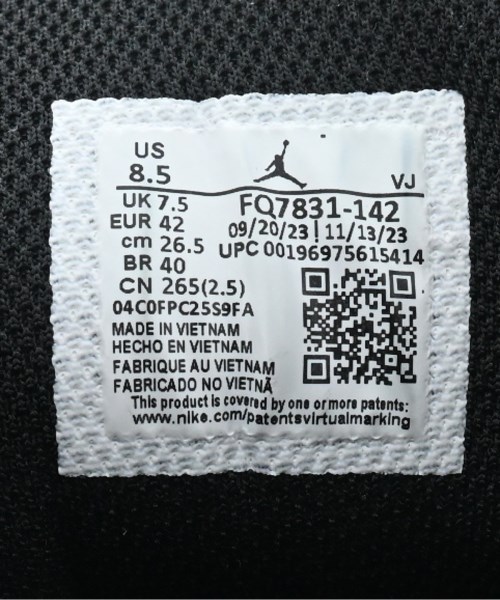 US
8.5
VJ
UK 7.5
EUR 42
cm 26.5
BR 40
CN 265(2.5)
FQ7831-142
09/20/23 | 11/13/23
UPC 00196975615414
04C0FPC25S9FA
MADE IN VIETNAM
HECHO EN VIETNAM
FABRIQUE AU VIETNAM
FABRICADO NO VIETNÃ
This product is covered by one or more patents:
www.nike.com/patentsvirtualmarking